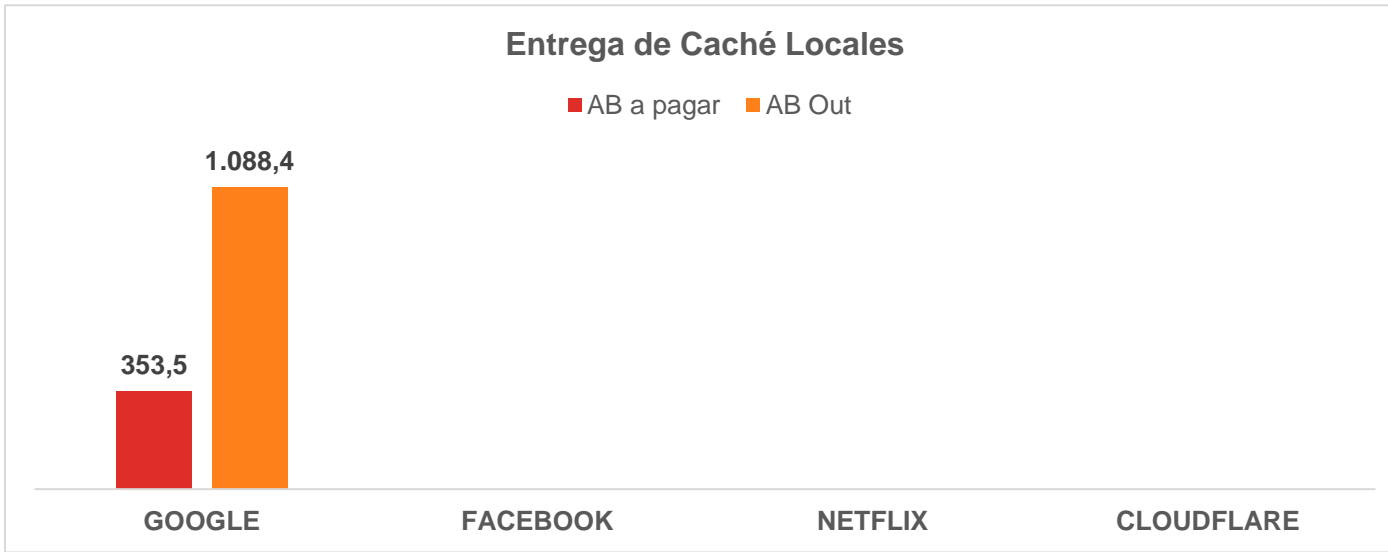 Entrega de Caché Locales
AB a pagar AB Out
1.088,4
353,5
GOOGLE FACEBOOK NETFLIX CLOUDFLARE